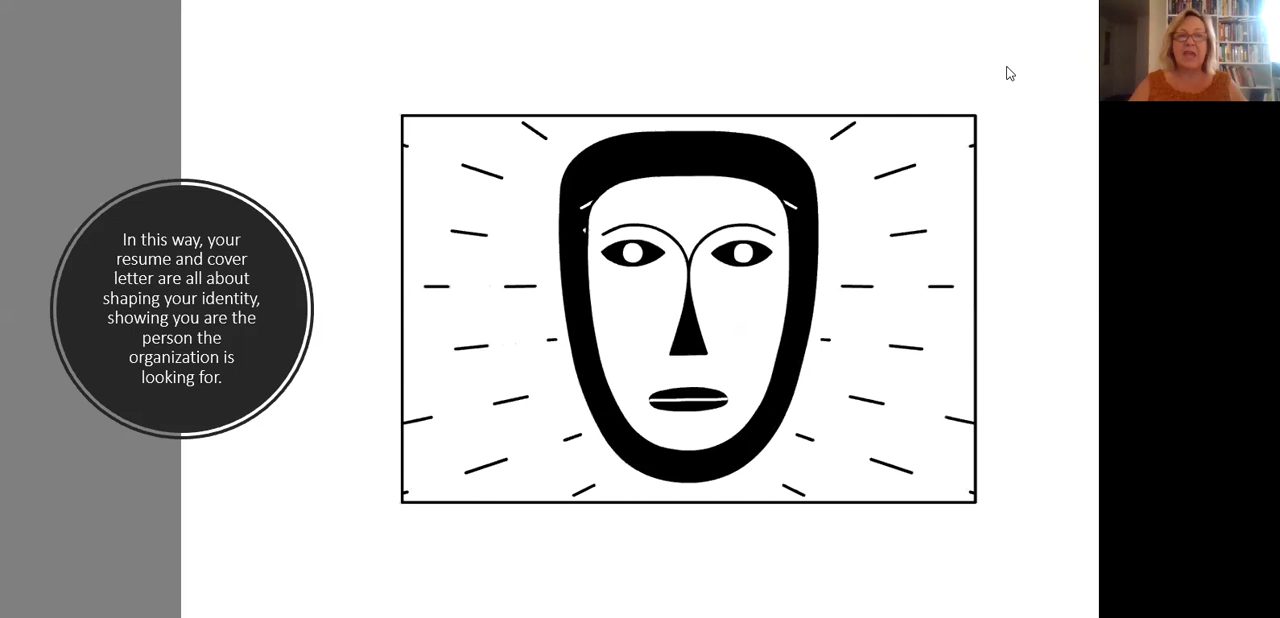 In this way, your
resume and cover
letter are all about
shaping your identity,
showing you are the
person the
organization is
looking for.